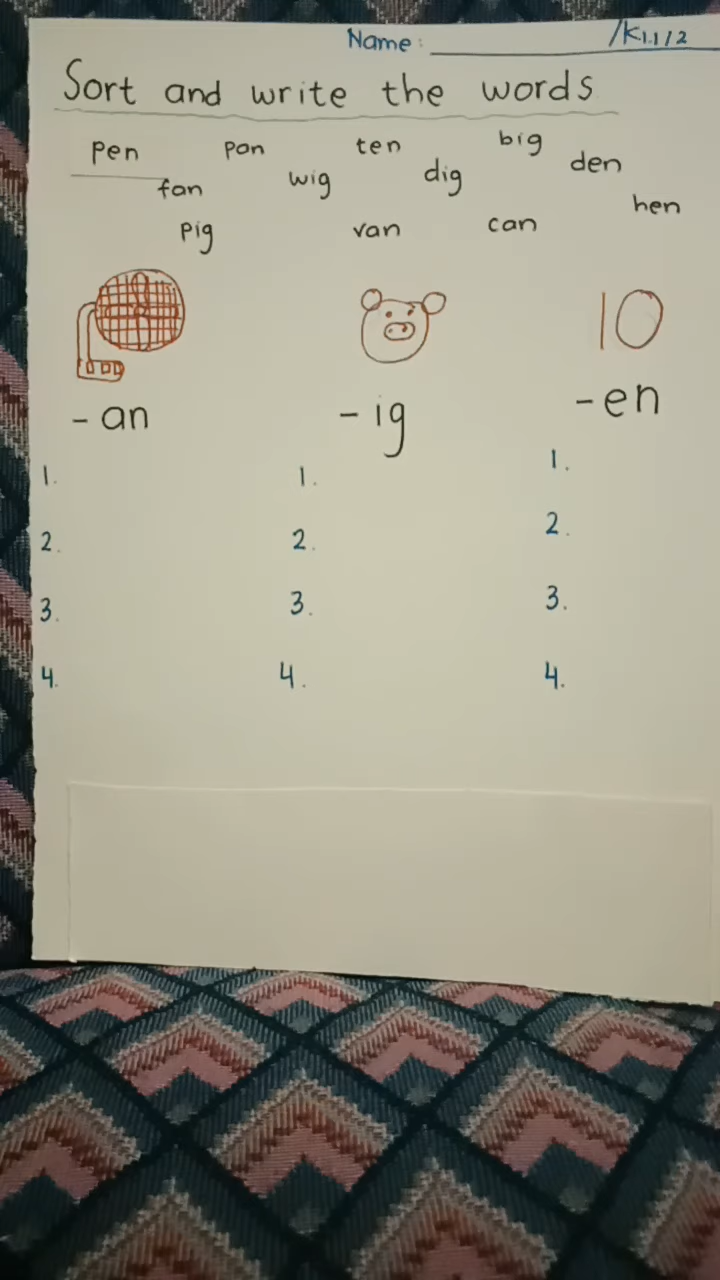 Name: /K1.1/2
Sort and write the words
pen pan ten big
fan wig dig den
pig van can hen
10
-an -ig -en
1. 1. 1.
2. 2. 2.
3. 3. 3.
4. 4. 4.